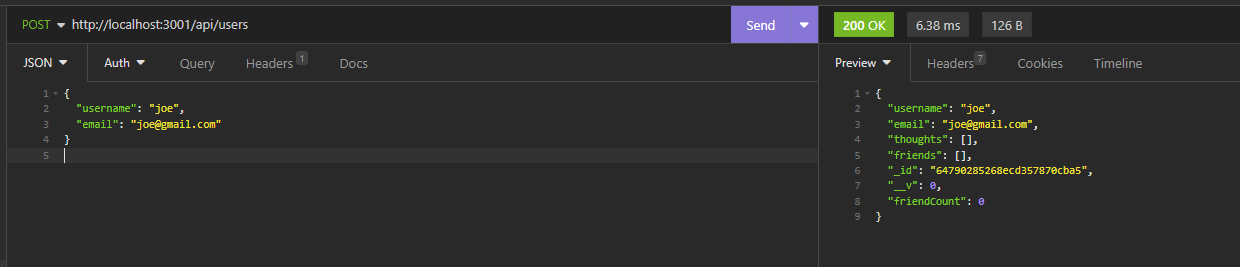 POST http://localhost:3001/api/users Send 200 OK 6.38 ms 126 B
JSON Auth Query Headers 1 Docs Preview Headers 7 Cookies Timeline
1 {
2 "username": "joe",
3 "email": "joe@gmail.com"
4 }
5
1 {
2 "username": "joe",
3 "email": "joe@gmail.com",
4 "thoughts": [],
5 "friends": [],
6 "_id": "64790285268ecd357870cba5",
7 "__v": 0,
8 "friendCount": 0
9 }